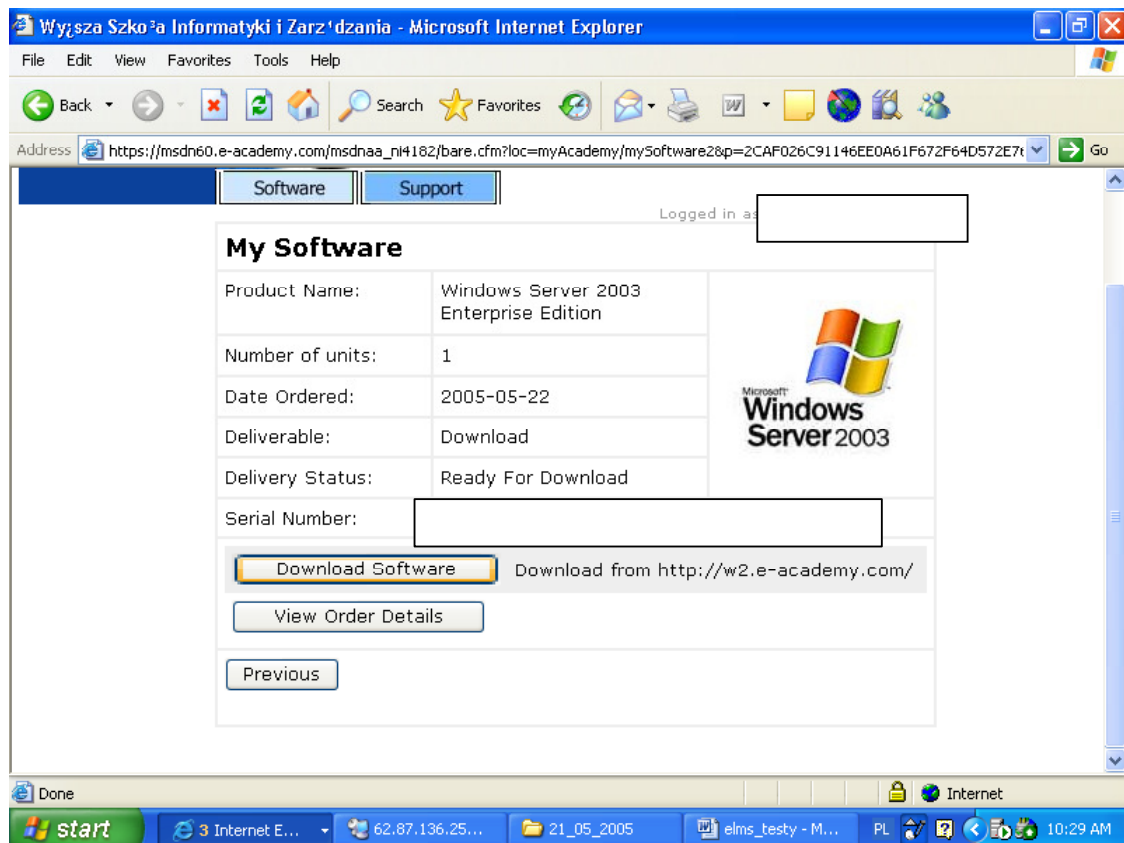 Wy¿sza Szko³a Informatyki i Zarz¹dzania - Microsoft Internet Explorer
File Edit View Favorites Tools Help
Back Search Favorites
Address https://msdn60.e-academy.com/msdnaa_ni4182/bare.cfm?loc=myAcademy/mySoftware2&p=2CAF026C91146EE0A61F672F64D572E7 Go
Software Support
Logged in as
My Software
Product Name: Windows Server 2003
Enterprise Edition
Number of units: 1
Date Ordered: 2005-05-22
Microsoft
Windows
Server 2003
Deliverable: Download
Delivery Status: Ready For Download
Serial Number:
Download Software Download from http://w2.e-academy.com/
View Order Details
Previous
Done Internet
start 3 Internet E... 62.87.136.25... 21_05_2005 elms_testy - M... PL 10:29 AM